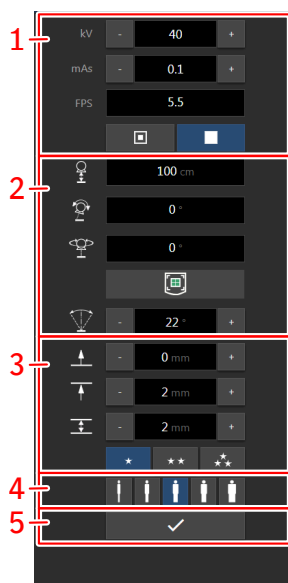 1
kV - 40 +
mAs - 0.1 +
FPS 5.5
2
100 cm
0 °
0 °
- 22 ° +
3
- 0 mm +
- 2 mm +
- 2 mm +
4
5